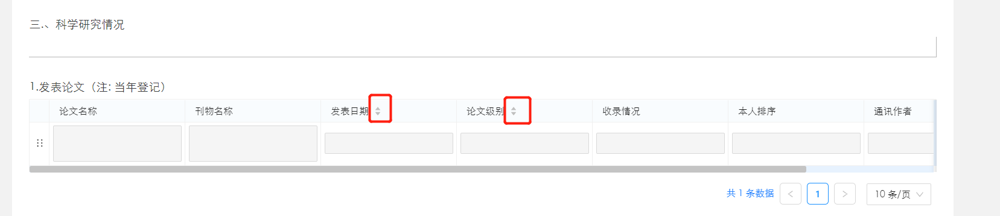 三.、科学研究情况
1.发表论文（注: 当年登记）
论文名称 刊物名称 发表日期 论文级别 收录情况 本人排序 通讯作者
共 1 条数据 < 1 > 10 条/页